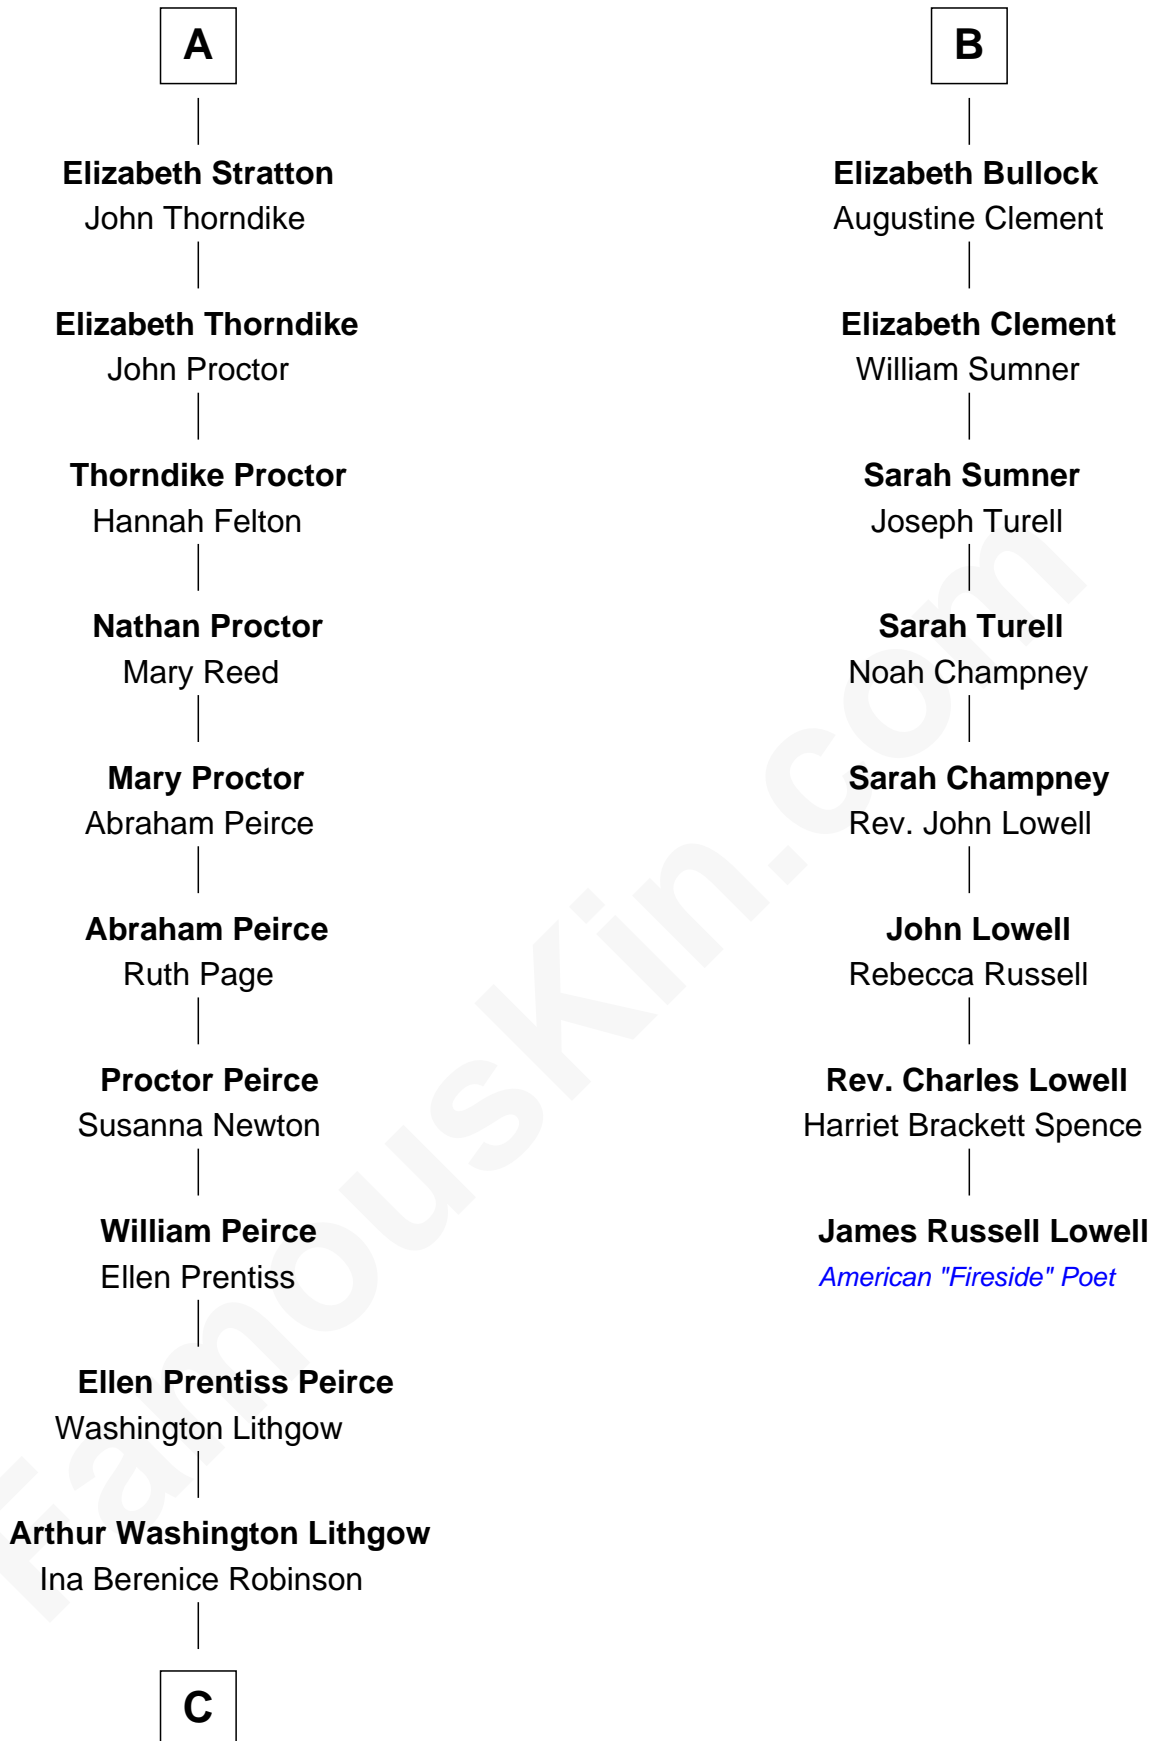 A
Elizabeth Stratton
John Thorndike
Elizabeth Thorndike
John Proctor
Thorndike Proctor
Hannah Felton
Nathan Proctor
Mary Reed
Mary Proctor
Abraham Peirce
Abraham Peirce
Ruth Page
Proctor Peirce
Susanna Newton
William Peirce
Ellen Prentiss
Ellen Prentiss Peirce
Washington Lithgow
Arthur Washington Lithgow
Ina Berenice Robinson
C
B
Elizabeth Bullock
Augustine Clement
Elizabeth Clement
William Sumner
Sarah Sumner
Joseph Turell
Sarah Turell
Noah Champney
Sarah Champney
Rev. John Lowell
John Lowell
Rebecca Russell
Rev. Charles Lowell
Harriet Brackett Spence
James Russell Lowell
American "Fireside" Poet
FamousKin.com